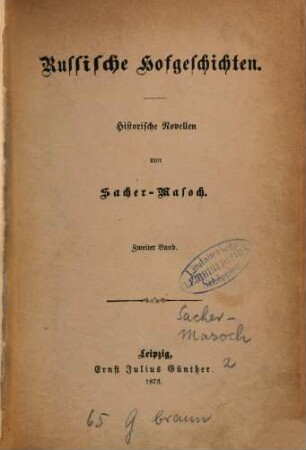 Russische Hofgeschichten.
Historische Novellen
von
Sacher-Masoch.
Zweiter Band.
Sacher-
Masoch
2
Leipzig,
Ernst Julius Günther.
1873.
65 G braun